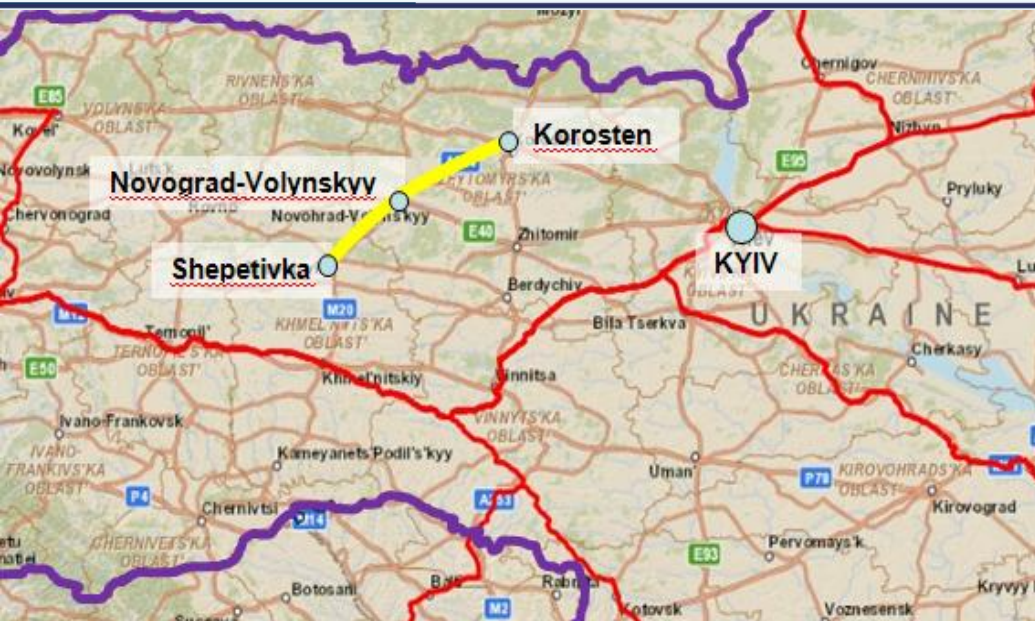 Mozyr'
Chernigov
RIVNENS'KA
OBLAST'
CHERNIHIVS'KA
OBLAST'
E85
VOLYNS'KA
OBLAST'
Kovel'
Korosten
Nizhyn
Novovolynsk
Luts'k
E95
ZHYTOMYRS'KA
OBLAST'
Novograd-Volynskyy
Pryluky
Rovno
Chervonograd
Novohrad-Volyns'kyy
E40
Zhitomir
KYIV
Shepetivka
Berdychiv
OBLAST'
M20
UKRAINE
Bila Tserkva
KHMEL'NYTS'KA
OBLAST'
Ternopil'
TERNOPIL'S'KA
OBLAST'
Cherkasy
E50
CHERKAS'KA
OBLAST'
Khmel'nitskiy
Vinnitsa
Ivano-Frankovsk
VINNYTS'KA
OBLAST'
IVANO-
FRANKIVS'KA
OBLAST'
Kameyanets'Podil's'kyy
Uman'
P78
KIROVOHRADS'KA
OBLAST'
P4
Chernivtsi
Kirovograd
CHERNIVETS'KA
OBLAST'
E93
Pervomays'k
Botosani
Rabnita
Kryvyy
M2
Kotovsk
Voznesensk